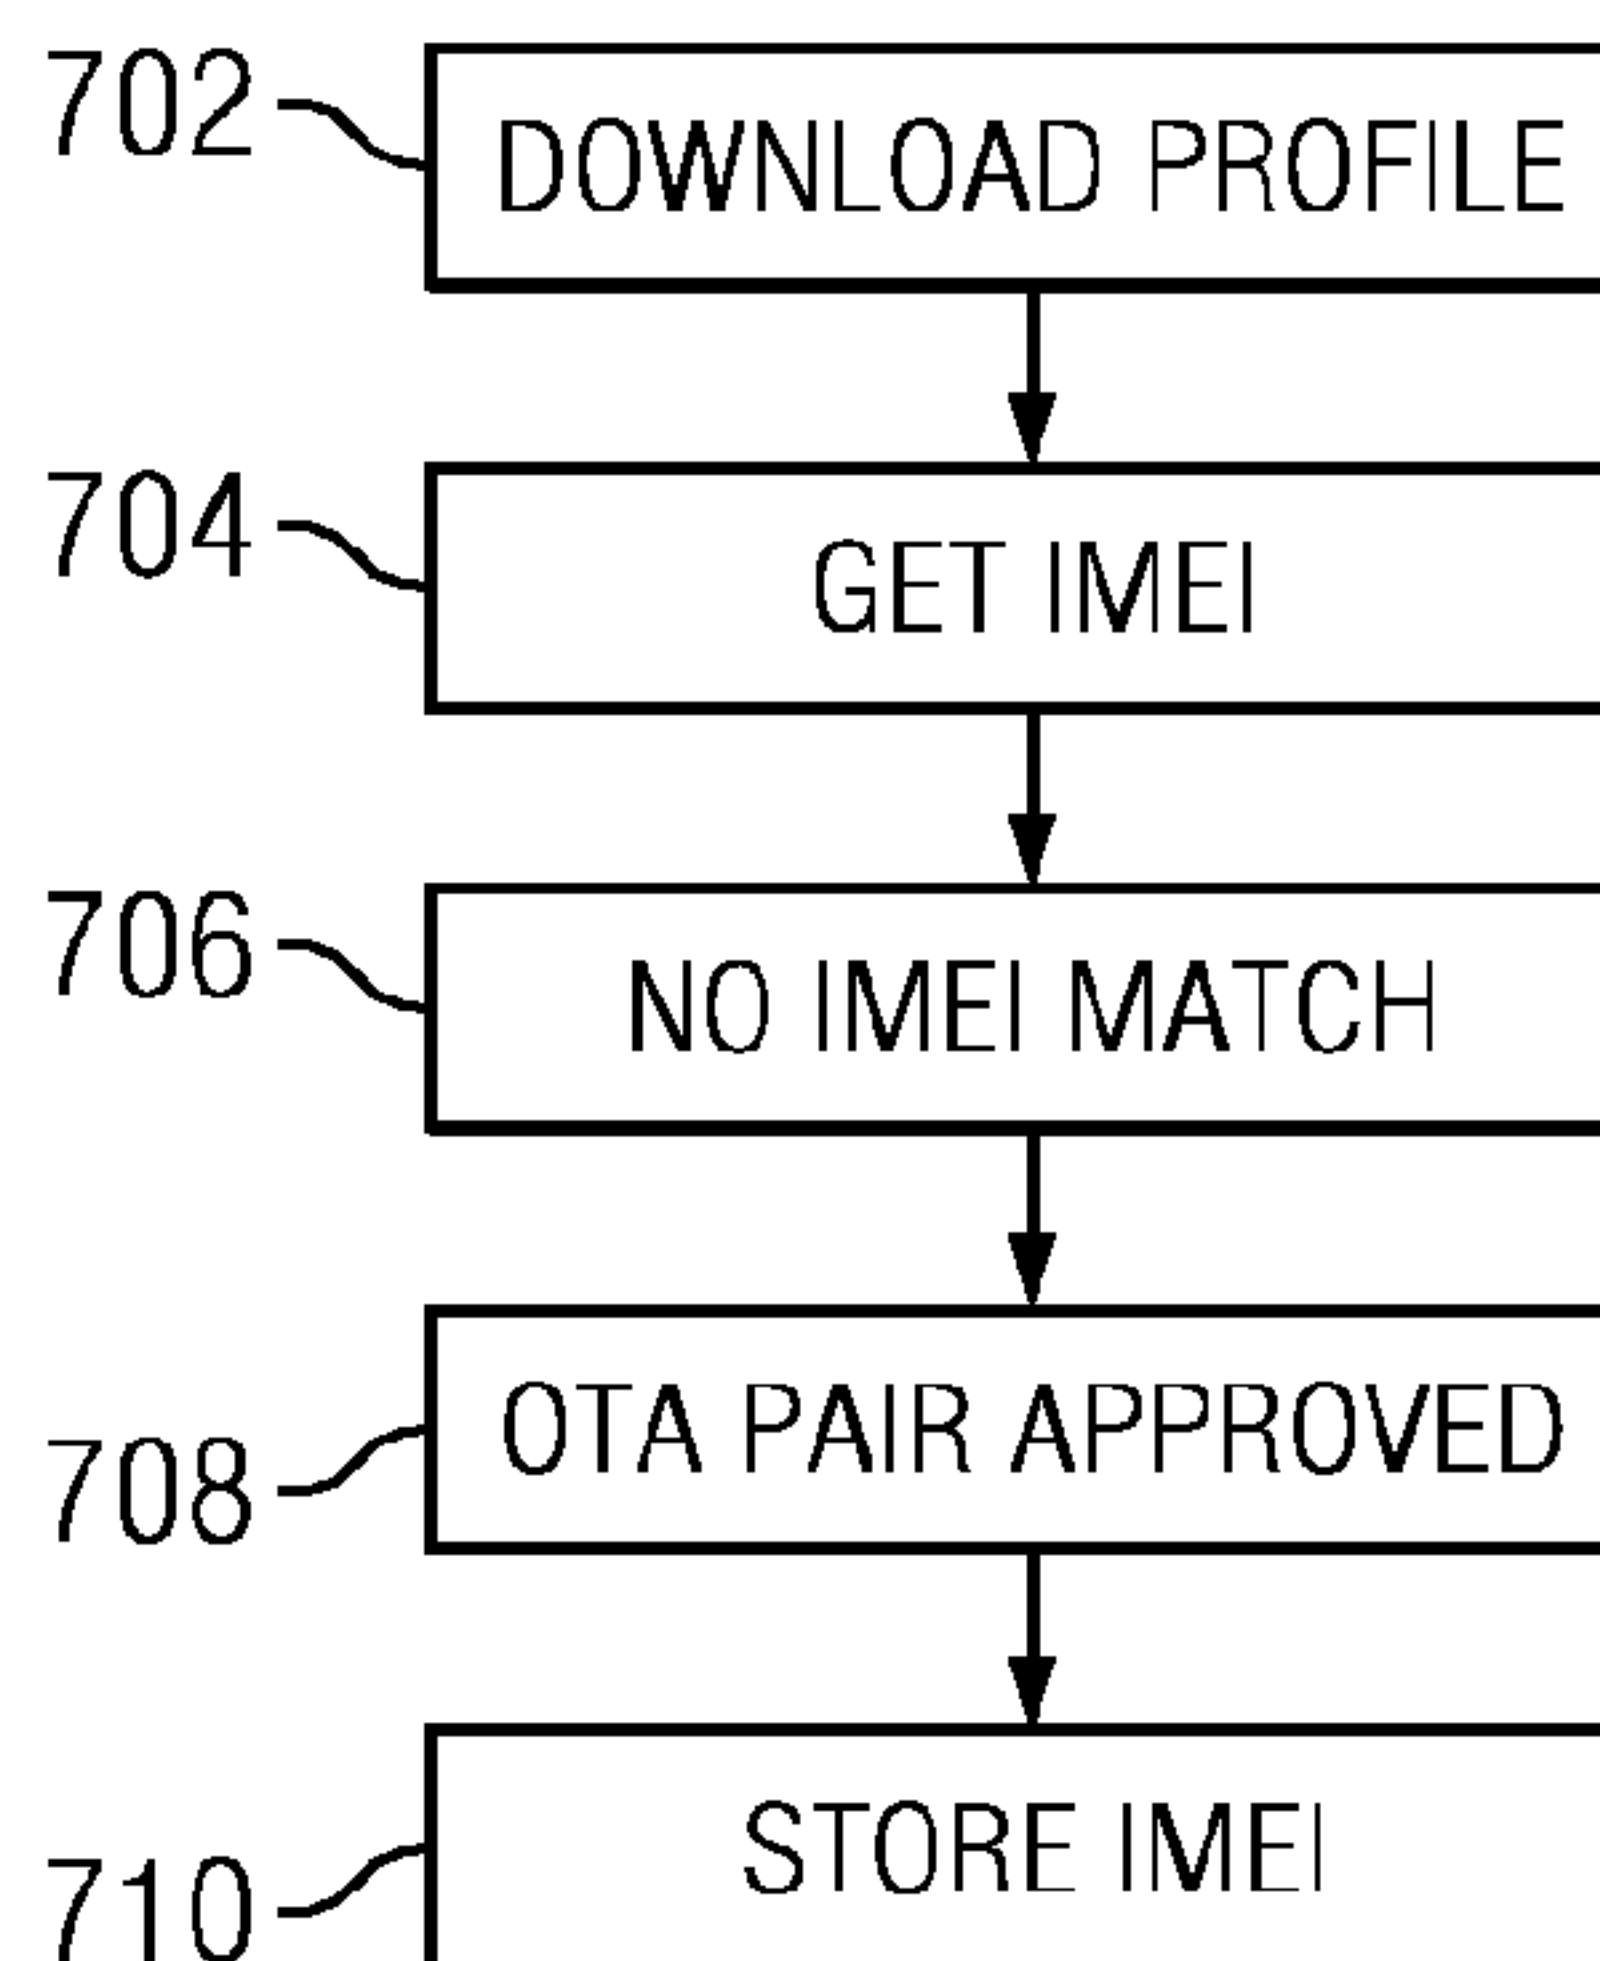 702
DOWNLOAD PROFILE
704
GET IMEI
706
NO IMEI MATCH
708
OTA PAIR APPROVED
710
STORE IMEI